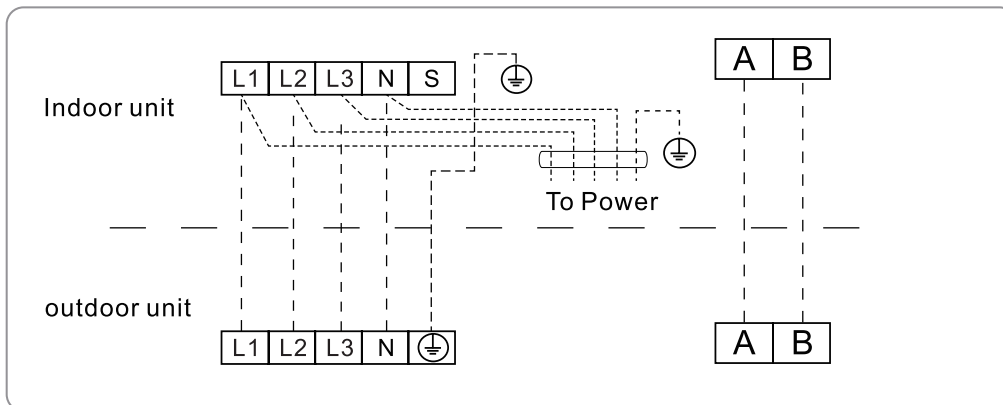 L1 L2 L3 N S
A B
Indoor unit
To Power
outdoor unit
L1 L2 L3 N
A B